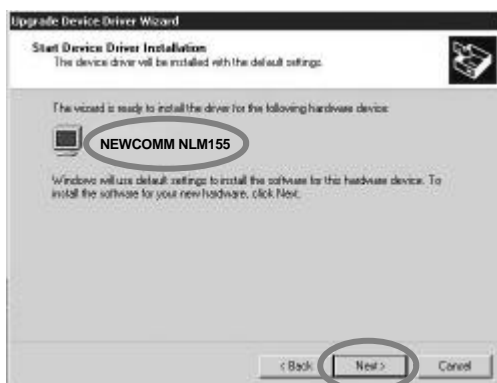 Upgrade Device Driver Wizard
Start Device Driver Installation
The device driver will be installed with the default settings.
The wizard is ready to install the driver for the following hardware device:
NEWCOMM NLM155
Windows will use default settings to install the software for this hardware device. To
install the software for your new hardware, click Next.
< Back
Next >
Cancel